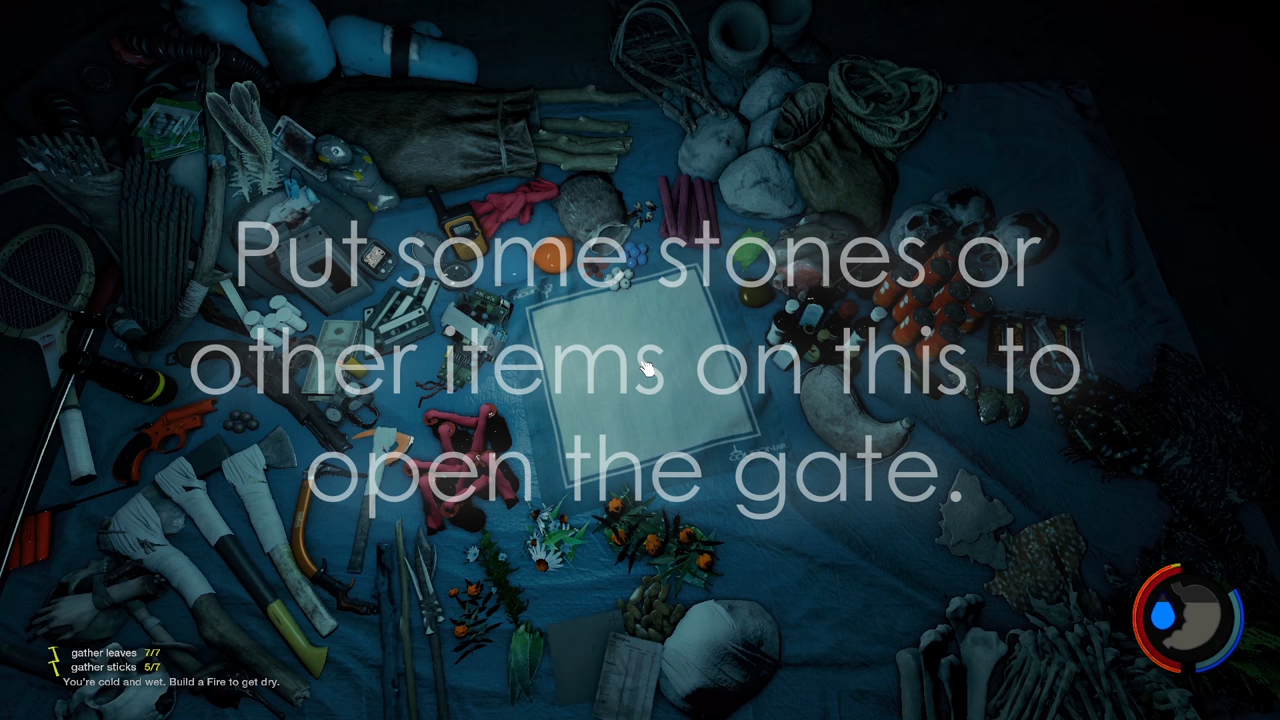 Put some stones or
other items on this to
open the gate.
gather leaves 7/7
gather sticks 5/7
You're cold and wet. Build a Fire to get dry.